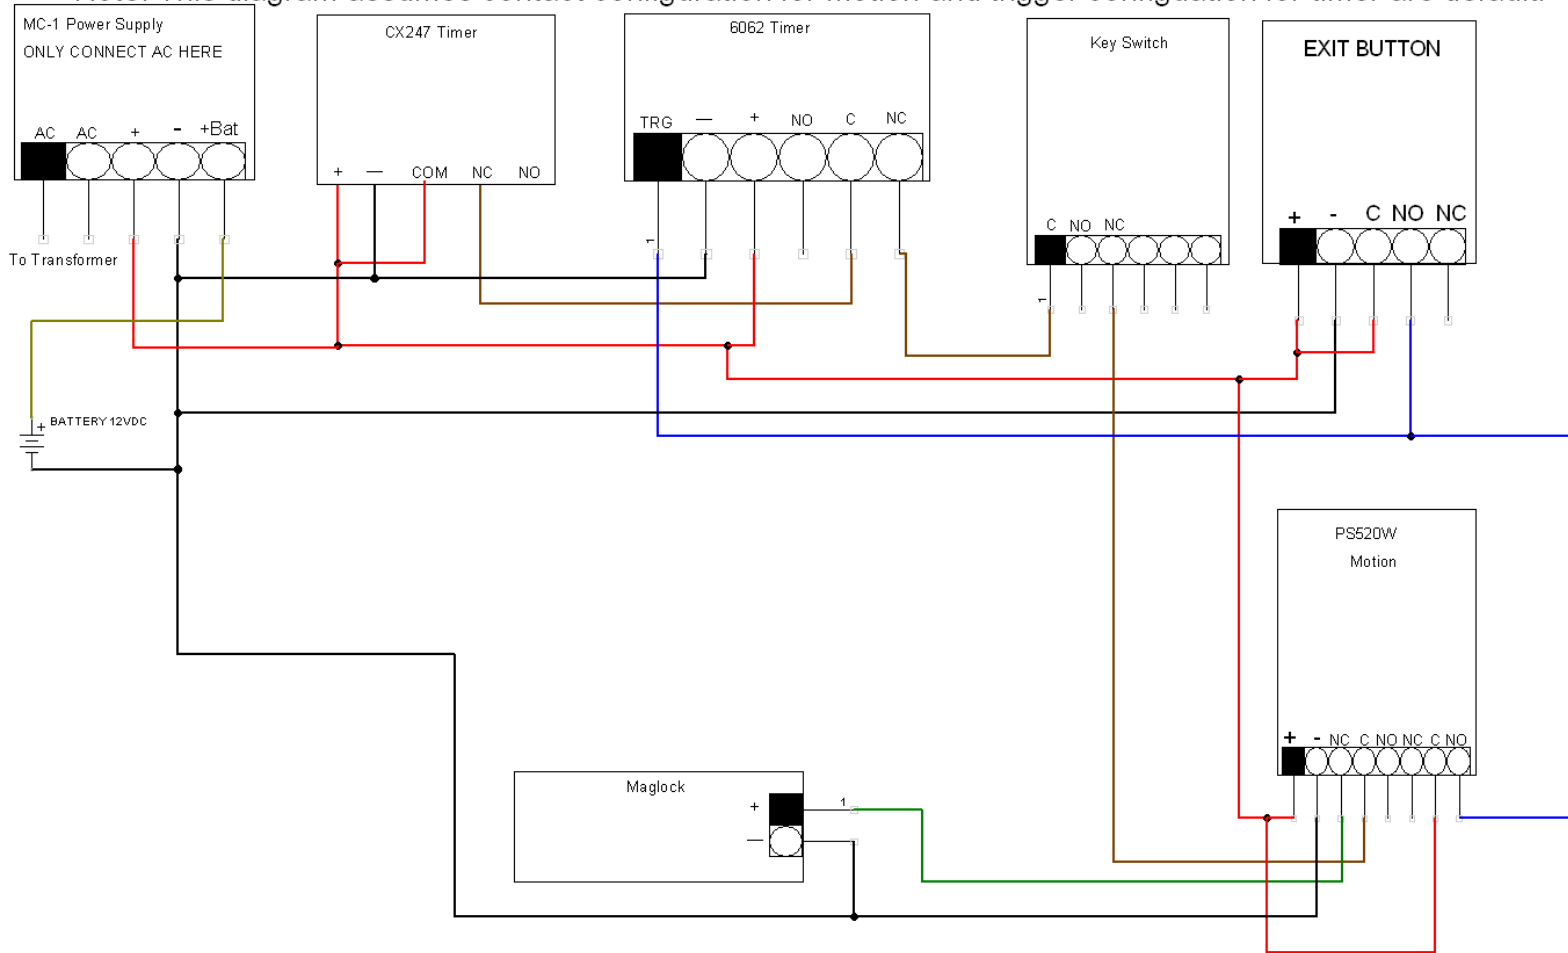 MC-1 Power Supply
ONLY CONNECT AC HERE
AC AC + - +Bat
To Transformer
+
BATTERY 12VDC
CX247 Timer
+ — COM NC NO
6062 Timer
TRG — + NO C NC
1
Key Switch
C NO NC
1
EXIT BUTTON
+ - C NO NC
PS520W
Motion
+ - NC C NO NC C NO
Maglock
+ 1
—